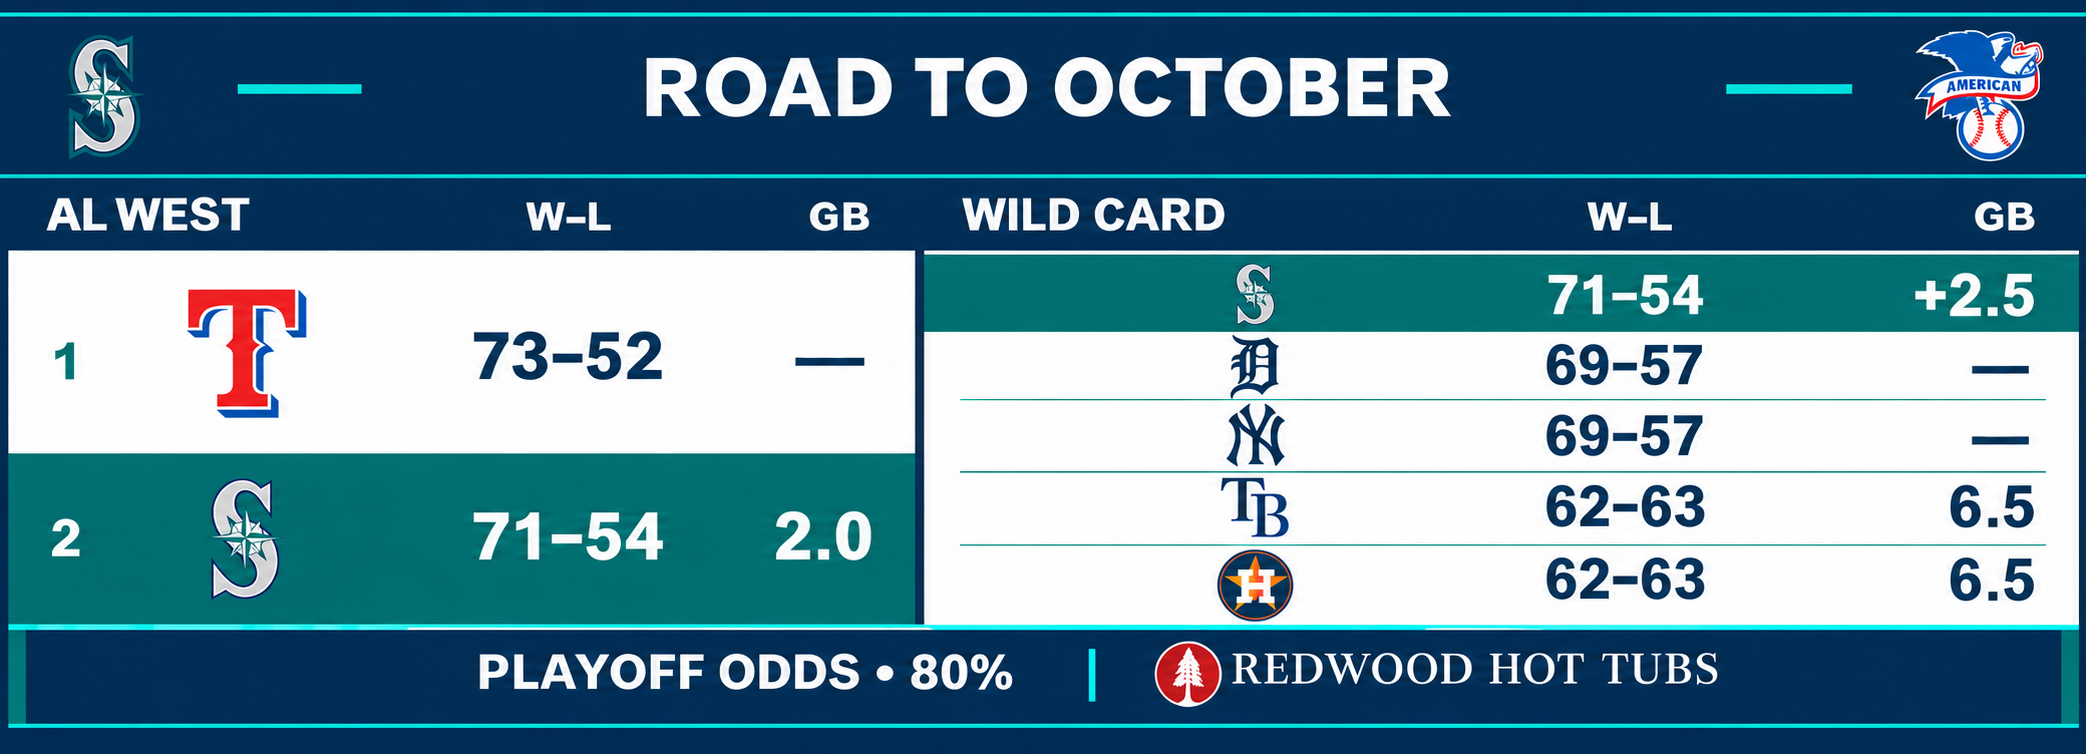 S
ROAD TO OCTOBER
AMERICAN
AL WEST W–L GB
1 T 73–52 —
2 S 71–54 2.0
WILD CARD W–L GB
S 71–54 +2.5
D 69–57 —
NY 69–57 —
TB 62–63 6.5
H 62–63 6.5
PLAYOFF ODDS • 80% | REDWOOD HOT TUBS